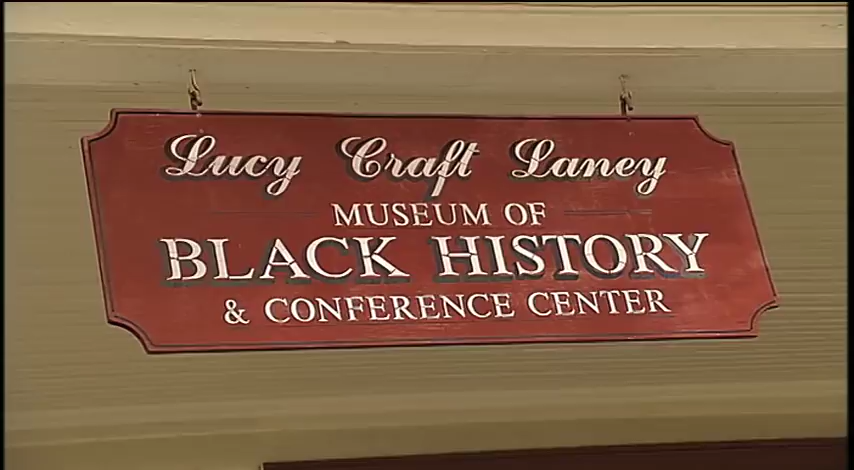 Lucy Craft Laney
MUSEUM OF
BLACK HISTORY
& CONFERENCE CENTER